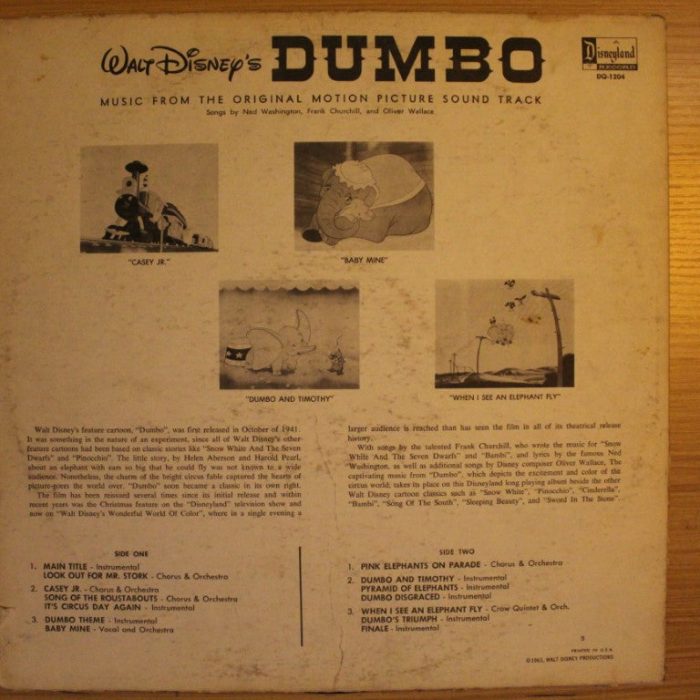 WALT DISNEY'S DUMBO
Disneyland
RECORDS
DQ-1204
MUSIC FROM THE ORIGINAL MOTION PICTURE SOUND TRACK
Songs by Ned Washington, Frank Churchill, and Oliver Wallace
"CASEY JR."
"BABY MINE"
"DUMBO AND TIMOTHY"
"WHEN I SEE AN ELEPHANT FLY"
Walt Disney's feature cartoon, "Dumbo", was first released in October of 1941.
It was something in the nature of an experiment, since all of Walt Disney's other
feature cartoons had been based on classic stories like "Snow White And The Seven
Dwarfs" and "Pinocchio". The little story, by Helen Aberson and Harold Pearl,
about an elephant with ears so big that he could fly was not known to a wide
audience. Nonetheless, the charm of the bright circus fable captured the hearts of
picture-goers the world over. "Dumbo" soon became a classic in its own right.
The film has been reissued several times since its initial release and within
recent years was the Christmas feature on the "Disneyland" television show and
now on "Walt Disney's Wonderful World Of Color", where in a single evening a
larger audience is reached than has seen the film in all of its theatrical release
history.
With songs by the talented Frank Churchill, who wrote the music for "Snow
White And The Seven Dwarfs" and "Bambi", and lyrics by the famous Ned
Washington, as well as additional songs by Disney composer Oliver Wallace, The
captivating music from "Dumbo", which depicts the excitement and color of the
circus world; takes its place on this Disneyland long playing album beside the other
Walt Disney cartoon classics such as "Snow White", "Pinocchio", "Cinderella",
"Bambi", "Song Of The South", "Sleeping Beauty", and "Sword In The Stone".
SIDE ONE
1. MAIN TITLE - Instrumental
LOOK OUT FOR MR. STORK - Chorus & Orchestra
2. CASEY JR. - Chorus & Orchestra
SONG OF THE ROUSTABOUTS - Chorus & Orchestra
IT'S CIRCUS DAY AGAIN - Instrumental
3. DUMBO THEME - Instrumental
BABY MINE - Vocal and Orchestra
SIDE TWO
1. PINK ELEPHANTS ON PARADE - Chorus & Orchestra
2. DUMBO AND TIMOTHY - Instrumental
PYRAMID OF ELEPHANTS - Instrumental
DUMBO DISGRACED - Instrumental
3. WHEN I SEE AN ELEPHANT FLY - Crow Quintet & Orch.
DUMBO'S TRIUMPH - Instrumental
FINALE - Instrumental
PRINTED IN U.S.A.
©1963, WALT DISNEY PRODUCTIONS